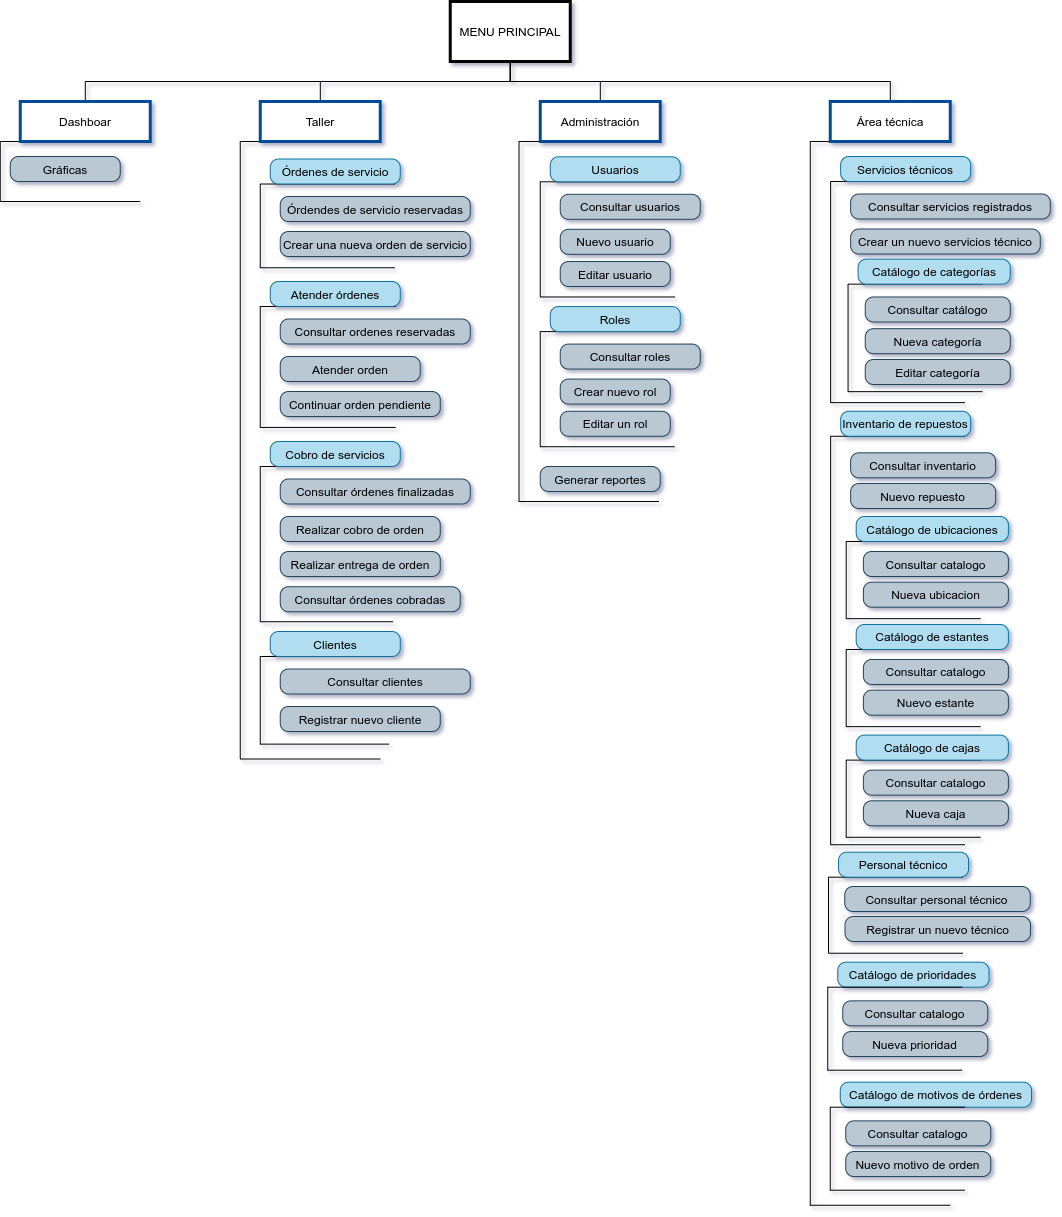 MENU PRINCIPAL
Dashboar
Gráficas
Taller
Órdenes de servicio
Órdendes de servicio reservadas
Crear una nueva orden de servicio
Atender órdenes
Consultar ordenes reservadas
Atender orden
Continuar orden pendiente
Cobro de servicios
Consultar órdenes finalizadas
Realizar cobro de orden
Realizar entrega de orden
Consultar órdenes cobradas
Clientes
Consultar clientes
Registrar nuevo cliente
Administración
Usuarios
Consultar usuarios
Nuevo usuario
Editar usuario
Roles
Consultar roles
Crear nuevo rol
Editar un rol
Generar reportes
Área técnica
Servicios técnicos
Consultar servicios registrados
Crear un nuevo servicios técnico
Catálogo de categorías
Consultar catálogo
Nueva categoría
Editar categoría
Inventario de repuestos
Consultar inventario
Nuevo repuesto
Catálogo de ubicaciones
Consultar catalogo
Nueva ubicacion
Catálogo de estantes
Consultar catalogo
Nuevo estante
Catálogo de cajas
Consultar catalogo
Nueva caja
Personal técnico
Consultar personal técnico
Registrar un nuevo técnico
Catálogo de prioridades
Consultar catalogo
Nueva prioridad
Catálogo de motivos de órdenes
Consultar catalogo
Nuevo motivo de orden